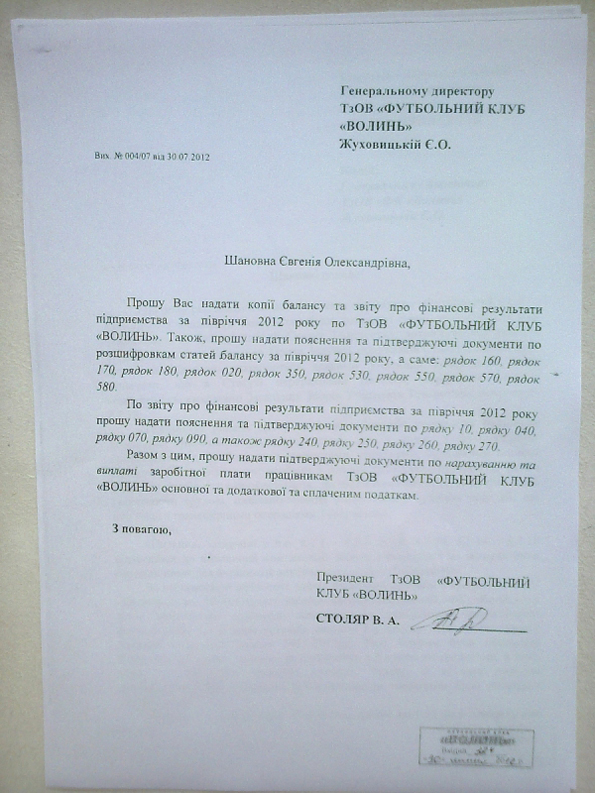 Генеральному директору
ТзОВ «ФУТБОЛЬНИЙ КЛУБ
«ВОЛИНЬ»
Жуховицькій Є.О.
Вих. № 004/07 від 30.07.2012
Шановна Євгенія Олександрівна,
Прошу Вас надати копії балансу та звіту про фінансові результати
підприємства за півріччя 2012 року по ТзОВ «ФУТБОЛЬНИЙ КЛУБ
«ВОЛИНЬ». Також, прошу надати пояснення та підтверджуючі документи по
розшифровкам статей балансу за півріччя 2012 року, а саме: рядок 160, рядок
170, рядок 180, рядок 020, рядок 350, рядок 530, рядок 550, рядок 570, рядок
580.
По звіту про фінансові результати підприємства за півріччя 2012 року
прошу надати пояснення та підтверджуючі документи по рядку 10, рядку 040,
рядку 070, рядку 090, а також рядку 240, рядку 250, рядку 260, рядку 270.
Разом з цим, прошу надати підтверджуючі документи по нарахуванню та
виплаті заробітної плати працівникам ТзОВ «ФУТБОЛЬНИЙ КЛУБ
«ВОЛИНЬ» основної та додаткової та сплаченим податкам.
З повагою,
Президент ТзОВ «ФУТБОЛЬНИЙ
КЛУБ «ВОЛИНЬ»
СТОЛЯР В. А.
«ВОЛИНЬ»